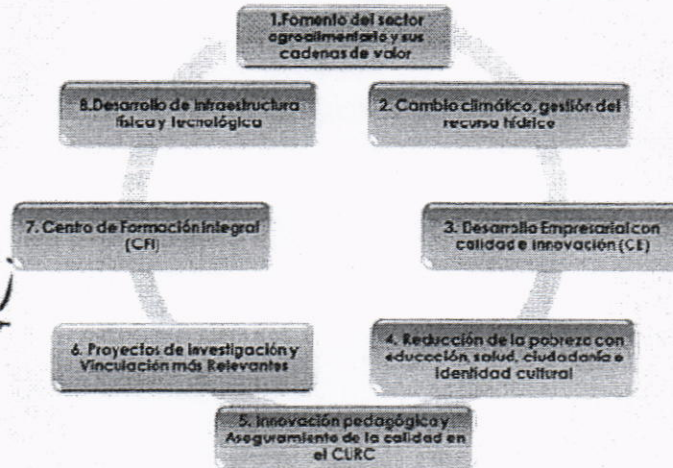 1.Fomento del sector
agroalimentario y sus
cadenas de valor
2. Cambio climático, gestión del
recurso hídrico
3. Desarrollo Empresarial con
calidad e innovación (CE)
4. Reducción de la pobreza con
educación, salud, ciudadanía e
identidad cultural
5. Innovación pedagógica y
Aseguramiento de la calidad en
el CURC
6. Proyectos de investigación y
Vinculación más Relevantes
7. Centro de Formación Integral
(CFI)
8.Desarrollo de infraestructura
física y tecnológica